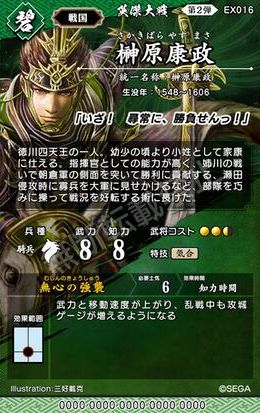 碧
戦国
英傑大戦
第2弾
EX016
さかきばら やす まさ
榊原康政
統一名称:榊原康政
生没年:1548~1606
「いざ! 尋常に、勝負せんっ!」
徳川四天王の一人。幼少の頃より小姓として家康
に仕える。指揮官としての能力が高く、姉川の戦
いで朝倉軍の側面を突いて勝利に貢献する、瀬田
侵攻時に寡兵を大軍に見せかけるなど、部隊を巧
みに操って戦況を好転する術に長けた。
兵種 武力 知力 武将コスト
騎兵 8 8 特技 気合
むじんのきょうしゅう
無心の強襲
必要士気 効果時間
6 知力時間
効果範囲
武力と移動速度が上がり、乱戦中も攻城
ゲージが増えるようになる
Illustration:三好載克
©SEGA
0000-0000-0000-0000-0000